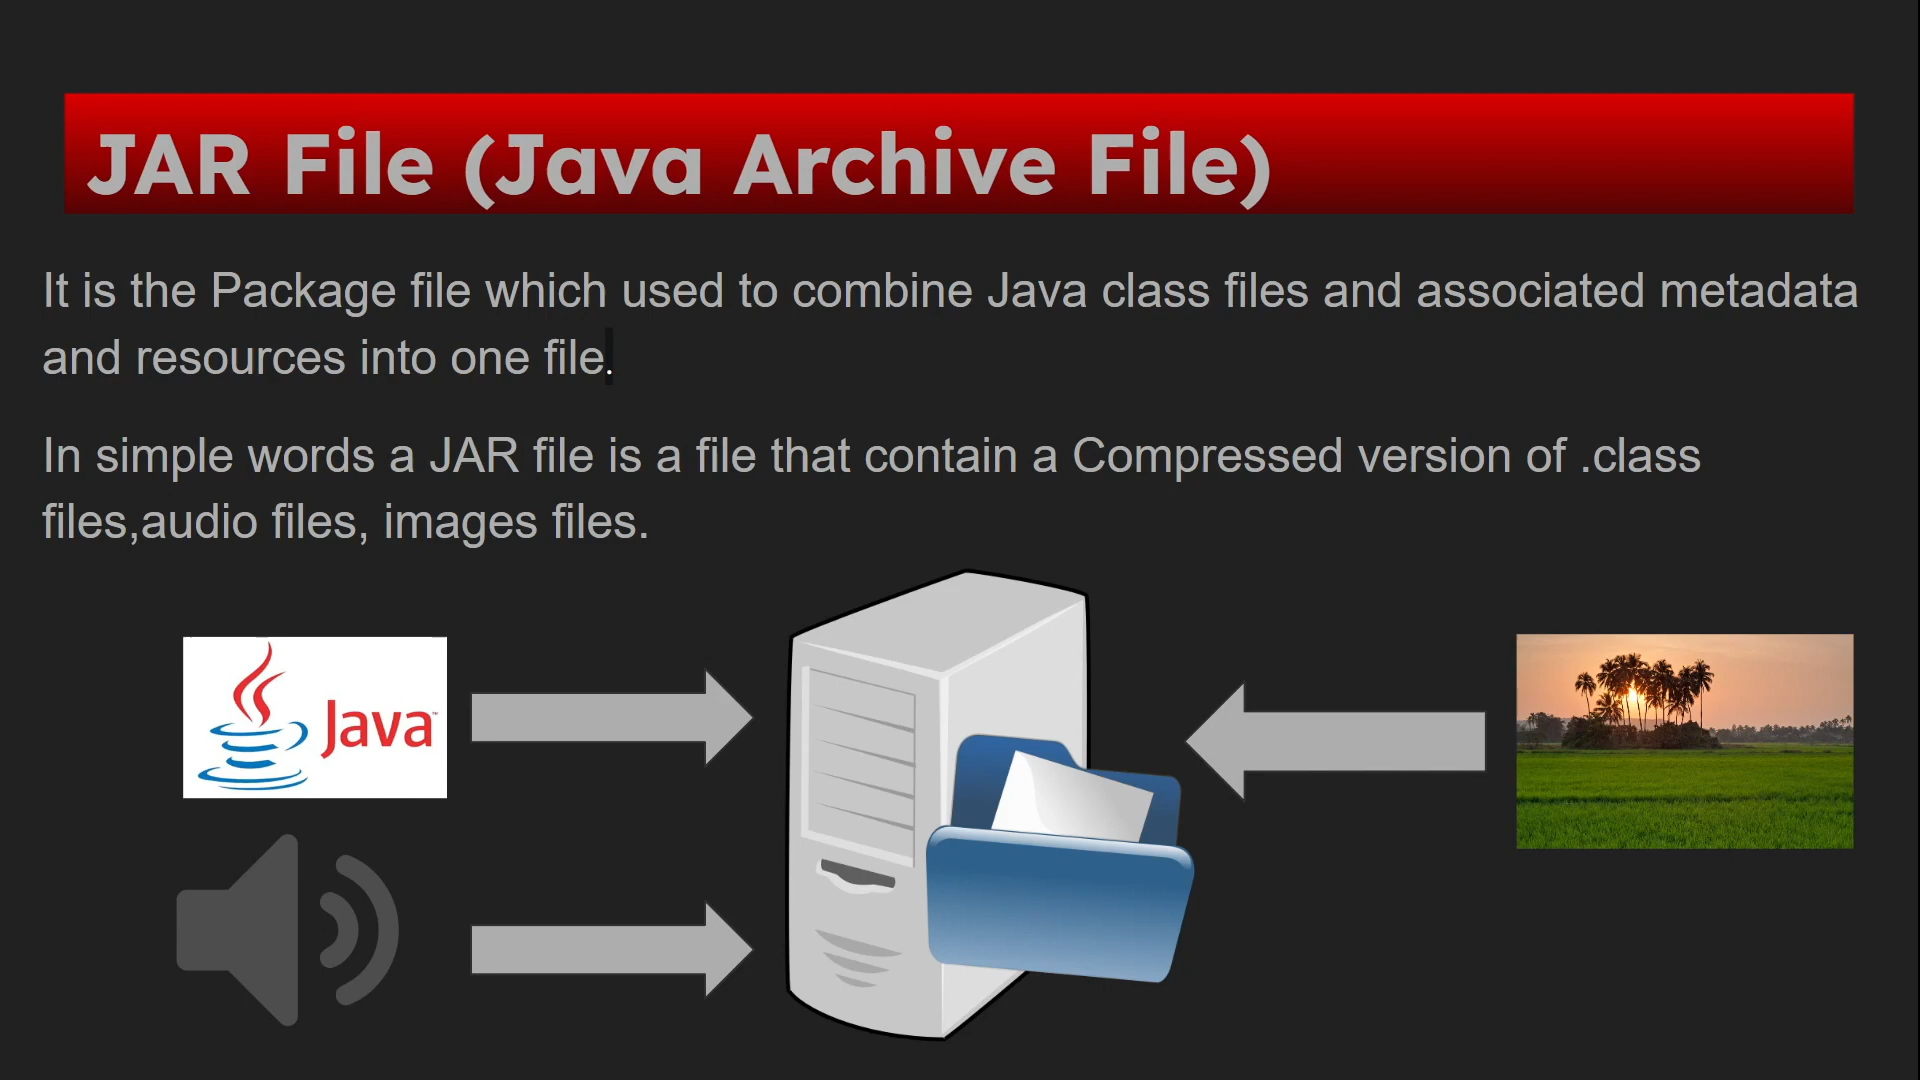 JAR File (Java Archive File)
It is the Package file which used to combine Java class files and associated metadata
and resources into one file.
In simple words a JAR file is a file that contain a Compressed version of .class
files,audio files, images files.
Java™